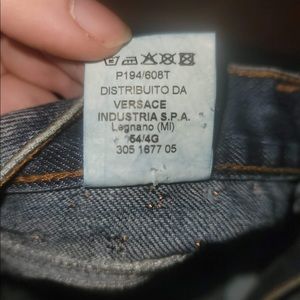 P194/608T
DISTRIBUITO DA
VERSACE
INDUSTRIA S.P.A.
Legnano (MI)
54/4G
305 1677 05